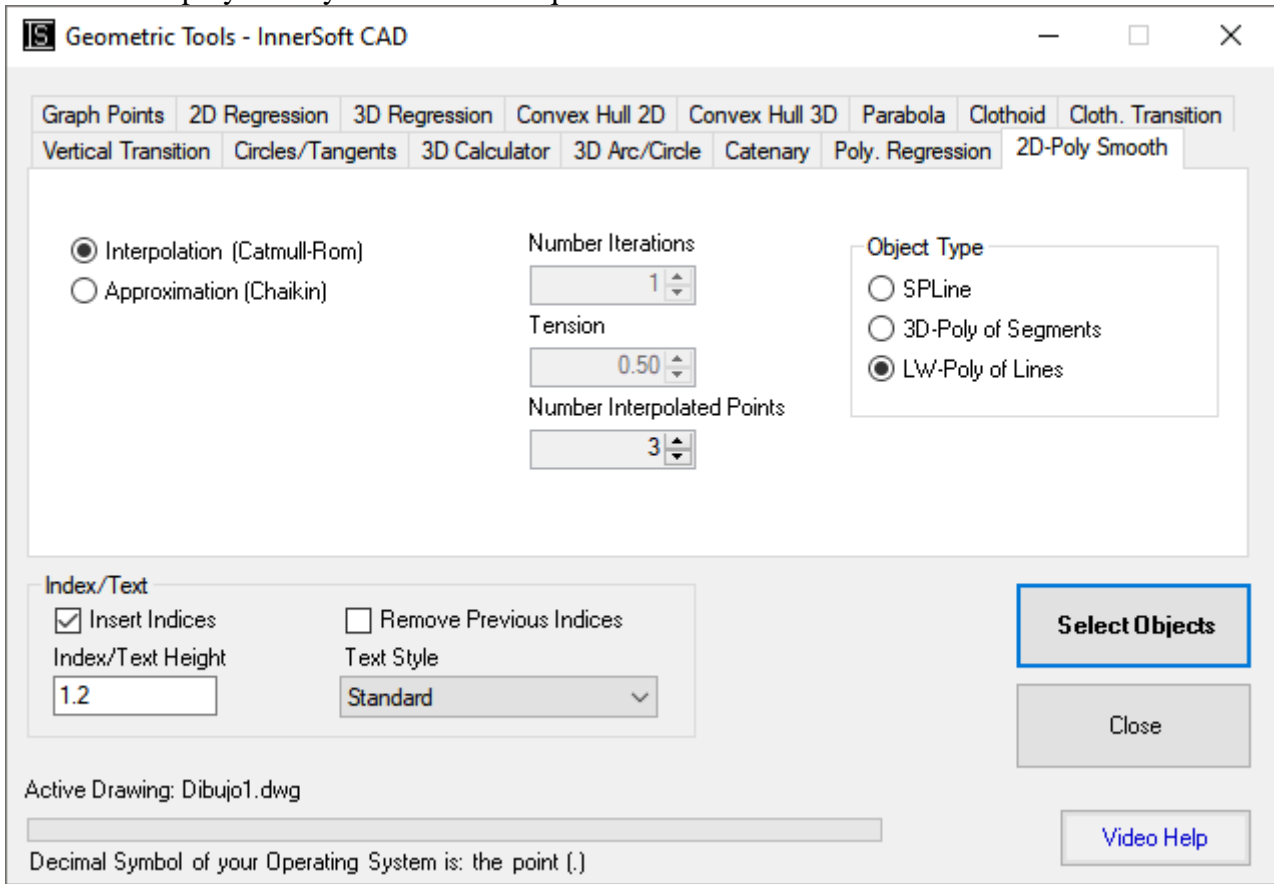 Geometric Tools - InnerSoft CAD
Graph Points 2D Regression 3D Regression Convex Hull 2D Convex Hull 3D Parabola Clothoid Cloth. Transition
Vertical Transition Circles/Tangents 3D Calculator 3D Arc/Circle Catenary Poly. Regression 2D-Poly Smooth
Interpolation (Catmull-Rom)
Approximation (Chaikin)
Number Iterations
1
Tension
0.50
Number Interpolated Points
3
Object Type
SPLine
3D-Poly of Segments
LW-Poly of Lines
Index/Text
Insert Indices
Remove Previous Indices
Index/Text Height
Text Style
1.2
Standard
Select Objects
Close
Active Drawing: Dibujo1.dwg
Video Help
Decimal Symbol of your Operating System is: the point (.)